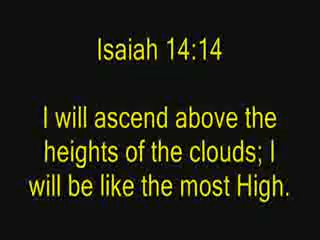 Isaiah 14:14
I will ascend above the
heights of the clouds; I
will be like the most High.